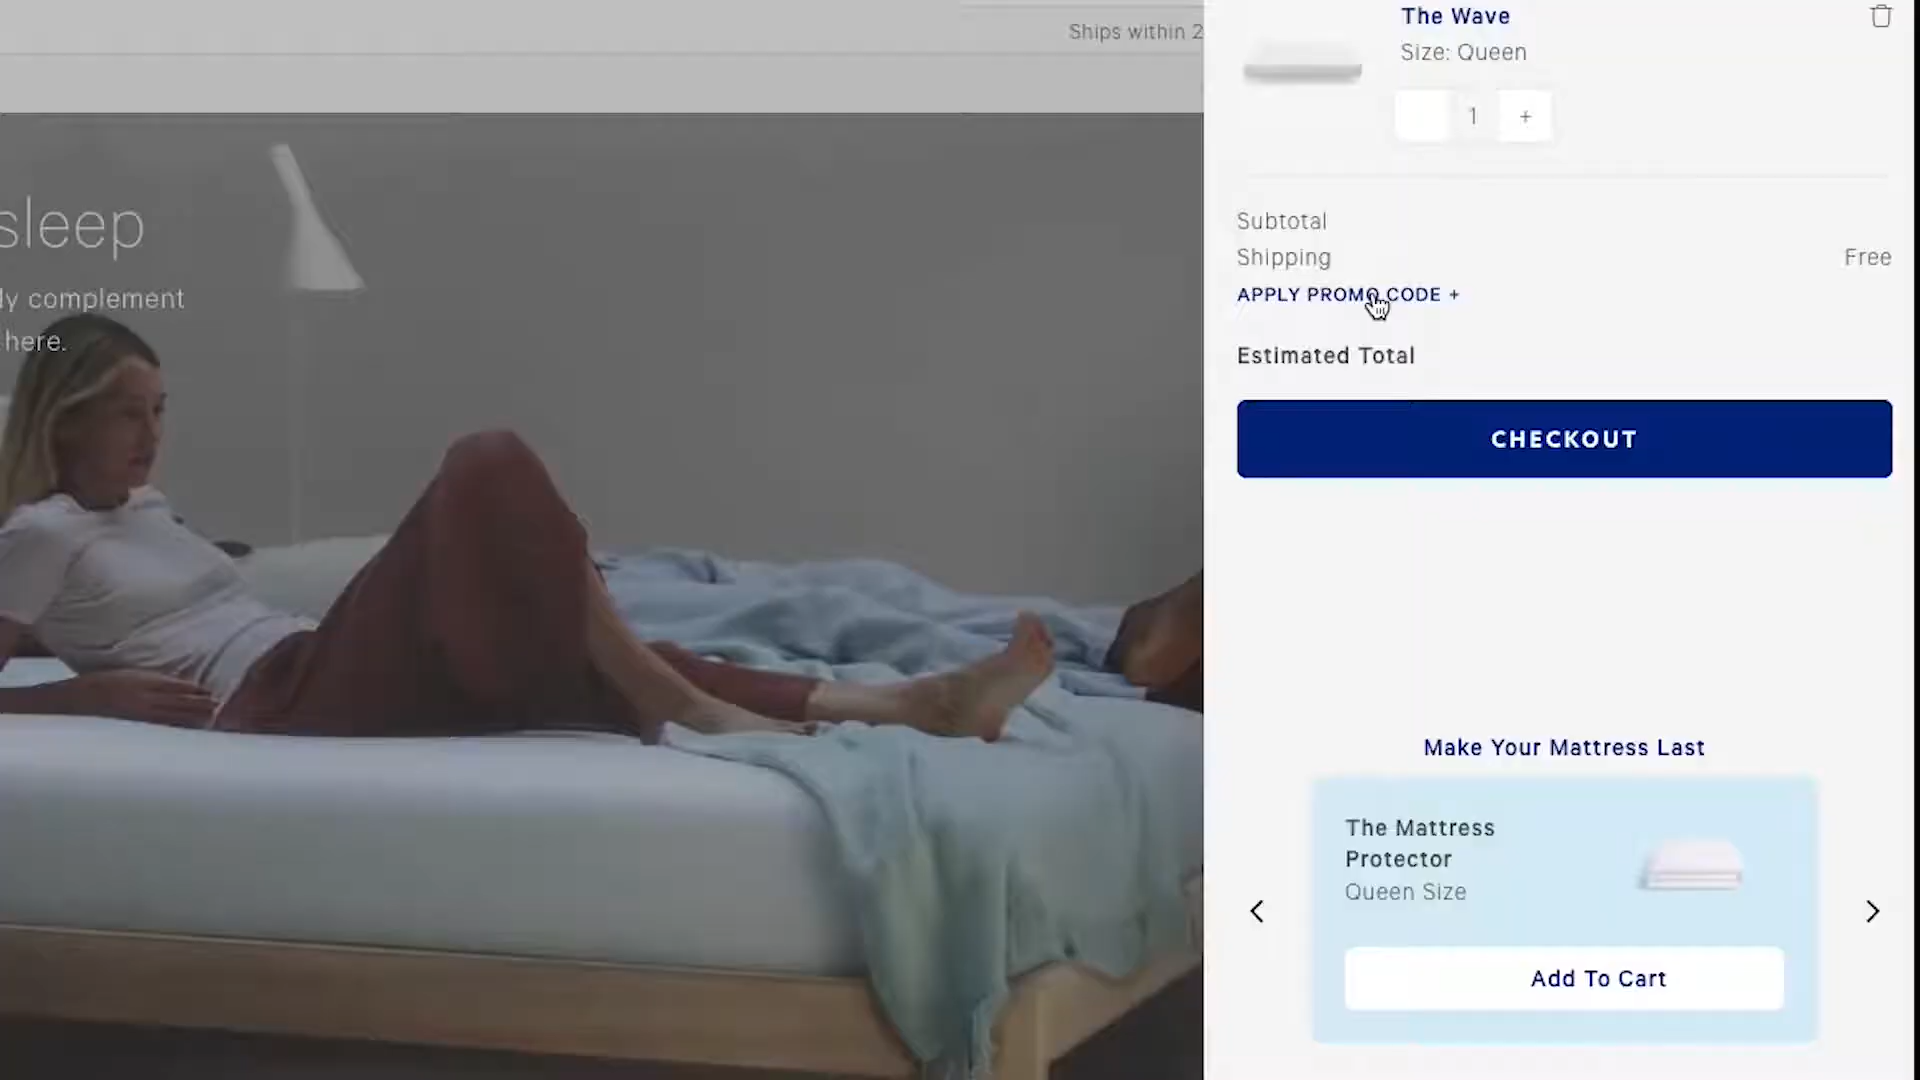 Ships within 2
sleep
ly complement
here.
The Wave
Size: Queen
1 +
Subtotal
Shipping Free
APPLY PROMO CODE +
Estimated Total
CHECKOUT
Make Your Mattress Last
The Mattress
Protector
Queen Size
Add To Cart